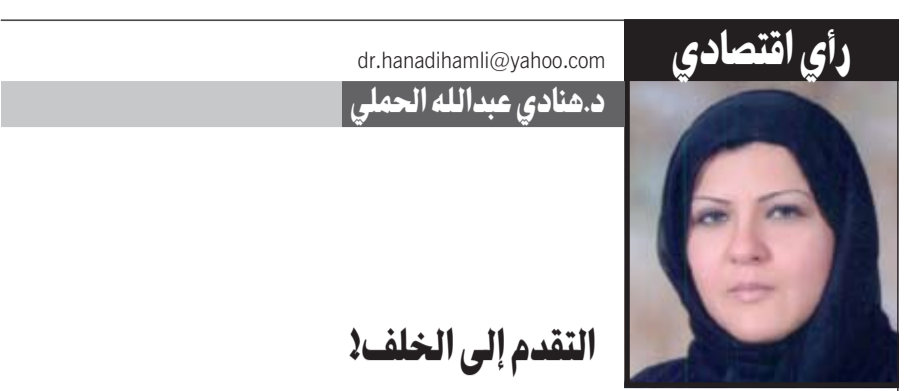 رأي اقتصادي
dr.hanadihamli@yahoo.com
د.هنادي عبدالله الحملي
التقدم إلى الخلف!